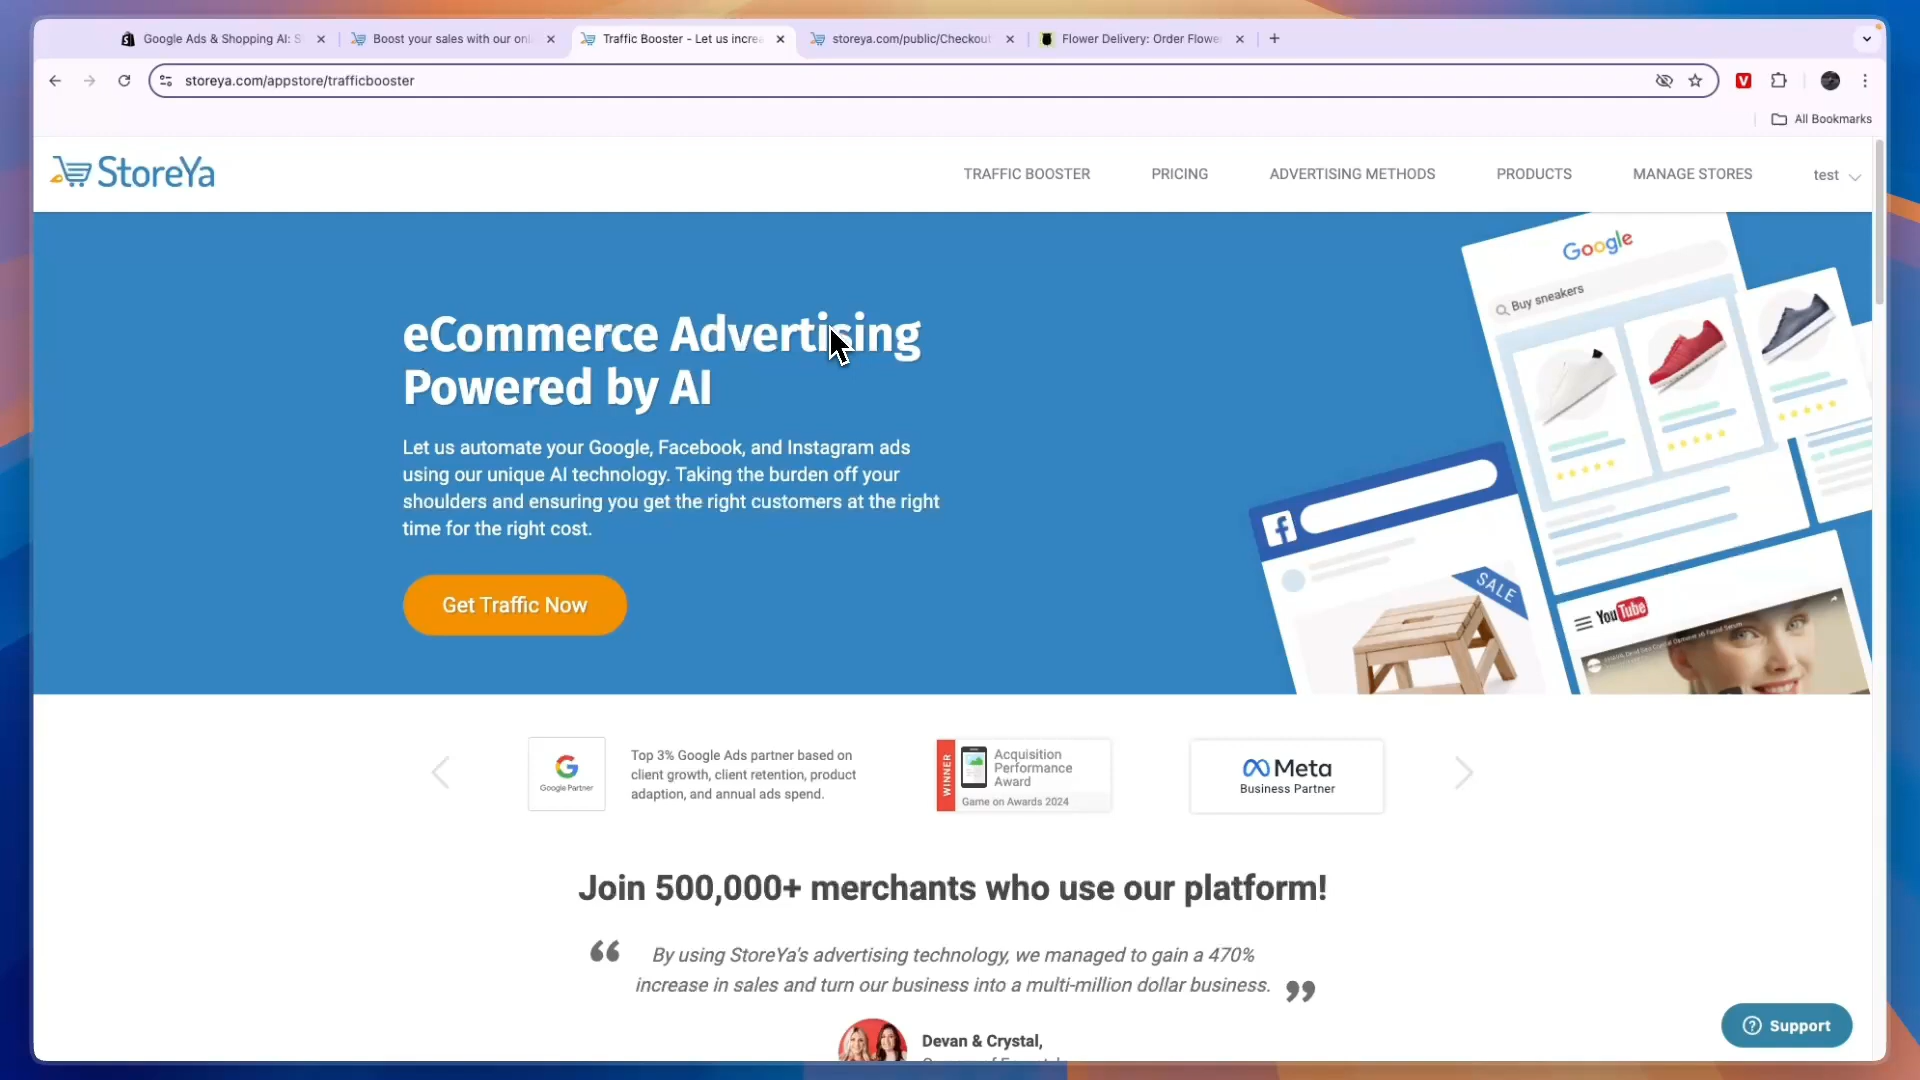 Google Ads & Shopping AI: S
Boost your sales with our onl
Traffic Booster - Let us increa
storeya.com/public/Checkout
Flower Delivery: Order Flowe
storeya.com/appstore/trafficbooster
All Bookmarks
StoreYa
TRAFFIC BOOSTER
PRICING
ADVERTISING METHODS
PRODUCTS
MANAGE STORES
test
eCommerce Advertising
Powered by AI
Let us automate your Google, Facebook, and Instagram ads
using our unique AI technology. Taking the burden off your
shoulders and ensuring you get the right customers at the right
time for the right cost.
Get Traffic Now
Google
Buy sneakers
SALE
YouTube
Google Partner
Top 3% Google Ads partner based on
client growth, client retention, product
adaption, and annual ads spend.
WINNER
Acquisition
Performance
Award
Game on Awards 2024
Meta
Business Partner
Join 500,000+ merchants who use our platform!
“ By using StoreYa's advertising technology, we managed to gain a 470%
increase in sales and turn our business into a multi-million dollar business. ”
Devan & Crystal,
Support